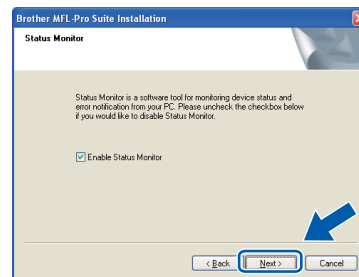 Brother MFL-Pro Suite Installation
Status Monitor
Status Monitor is a software tool for monitoring device status and
error notification from your PC. Please uncheck the checkbox below
if you would like to disable Status Monitor.
Enable Status Monitor
< Back
Next >
Cancel